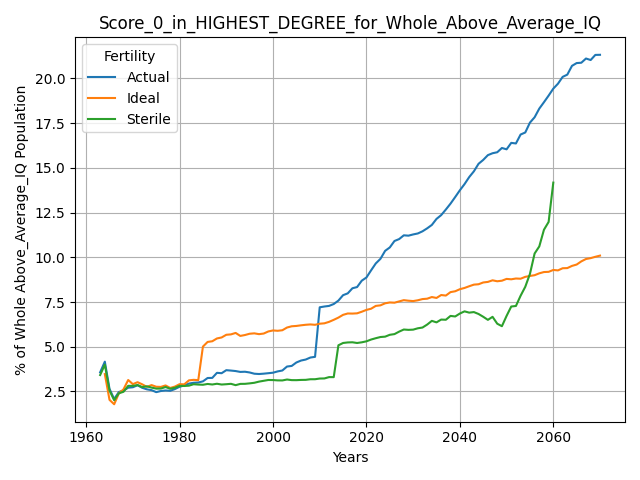 Score_0_in_HIGHEST_DEGREE_for_Whole_Above_Average_IQ
Fertility
Actual
Ideal
Sterile
% of Whole Above_Average_IQ Population
20.0
17.5
15.0
12.5
10.0
7.5
5.0
2.5
1960 1980 2000 2020 2040 2060
Years